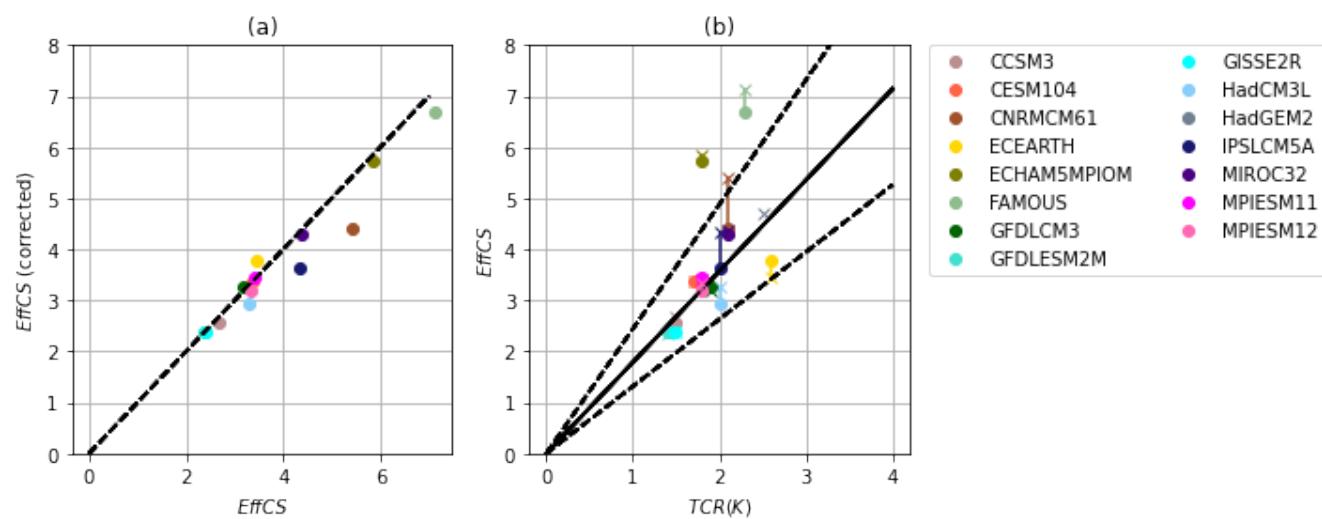 (a)
8
7
6
5
4
3
2
1
0
0
2
4
6
EffCS
EffCS (corrected)
(b)
8
7
6
5
4
3
2
1
0
0
1
2
3
4
TCR(K)
EffCS
CCSM3
CESM104
CNRMCM61
ECEARTH
ECHAM5MPIOM
FAMOUS
GFDLCM3
GFDLESM2M
GISSE2R
HadCM3L
HadGEM2
IPSLCM5A
MIROC32
MPIESM11
MPIESM12